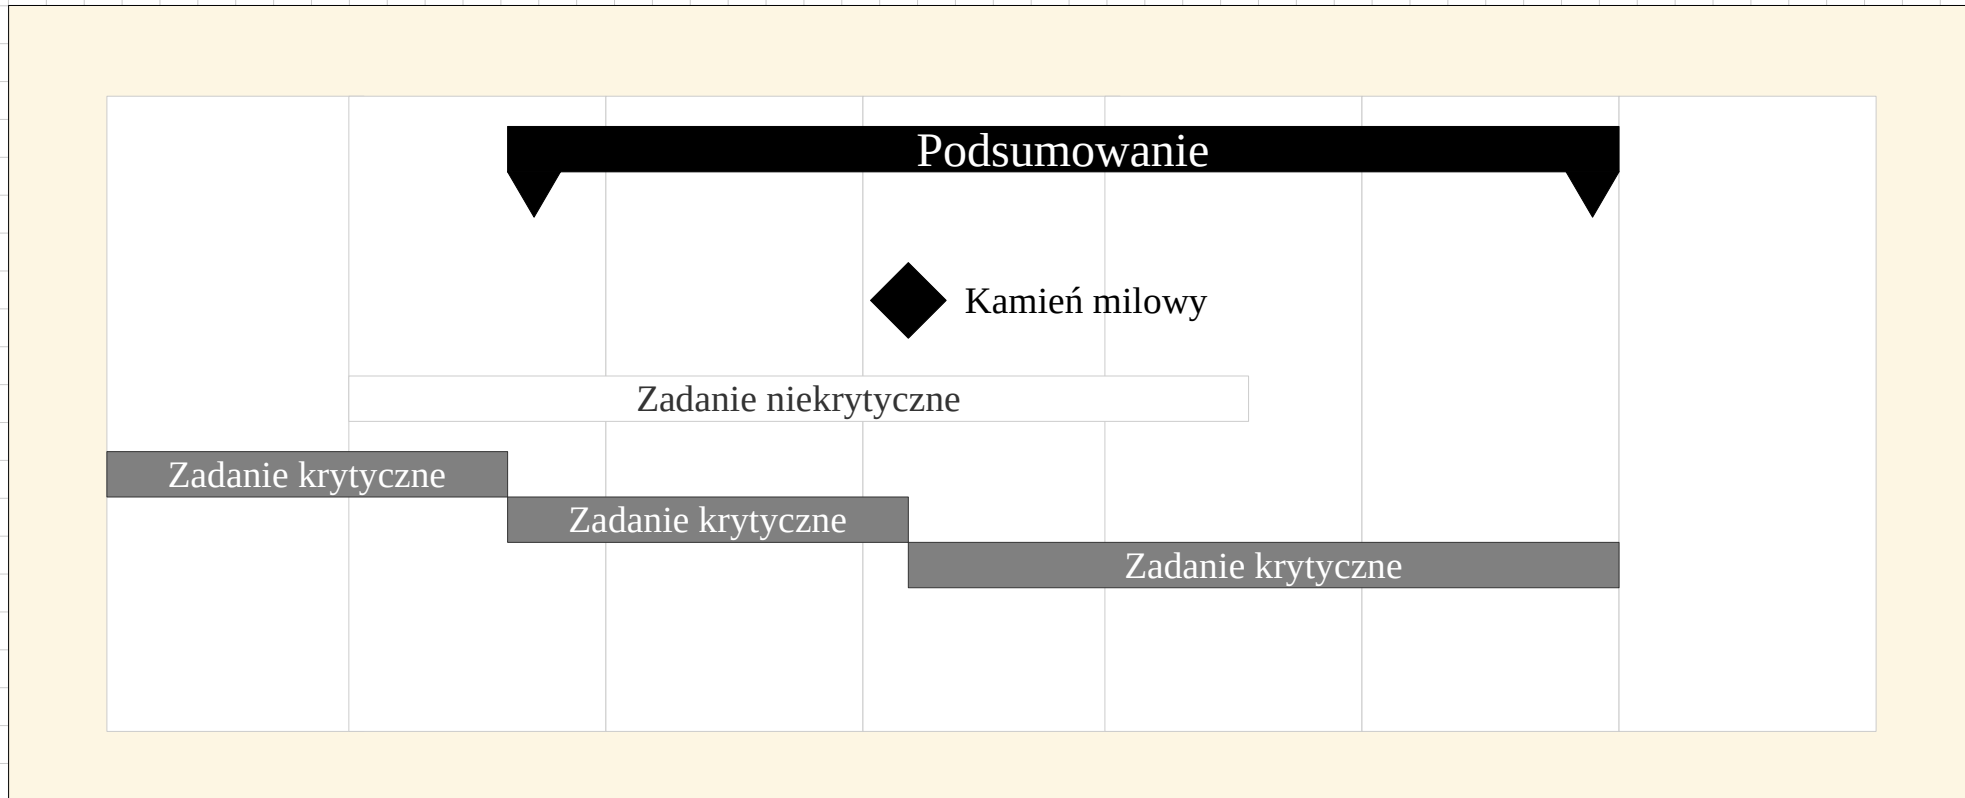 Podsumowanie
Kamień milowy
Zadanie niekrytyczne
Zadanie krytyczne
Zadanie krytyczne
Zadanie krytyczne